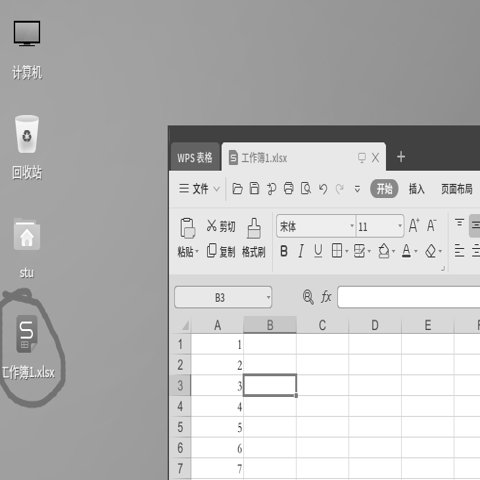 计算机
回收站
stu
工作簿1.xlsx
WPS 表格
工作簿1.xlsx
文件
开始
插入
页面布局
粘贴
剪切
复制
格式刷
宋体
11
A+ A-
B I U
A
B3
fx
A B C D E F
1 1
2 2
3 3
4 4
5 5
6 6
7 7